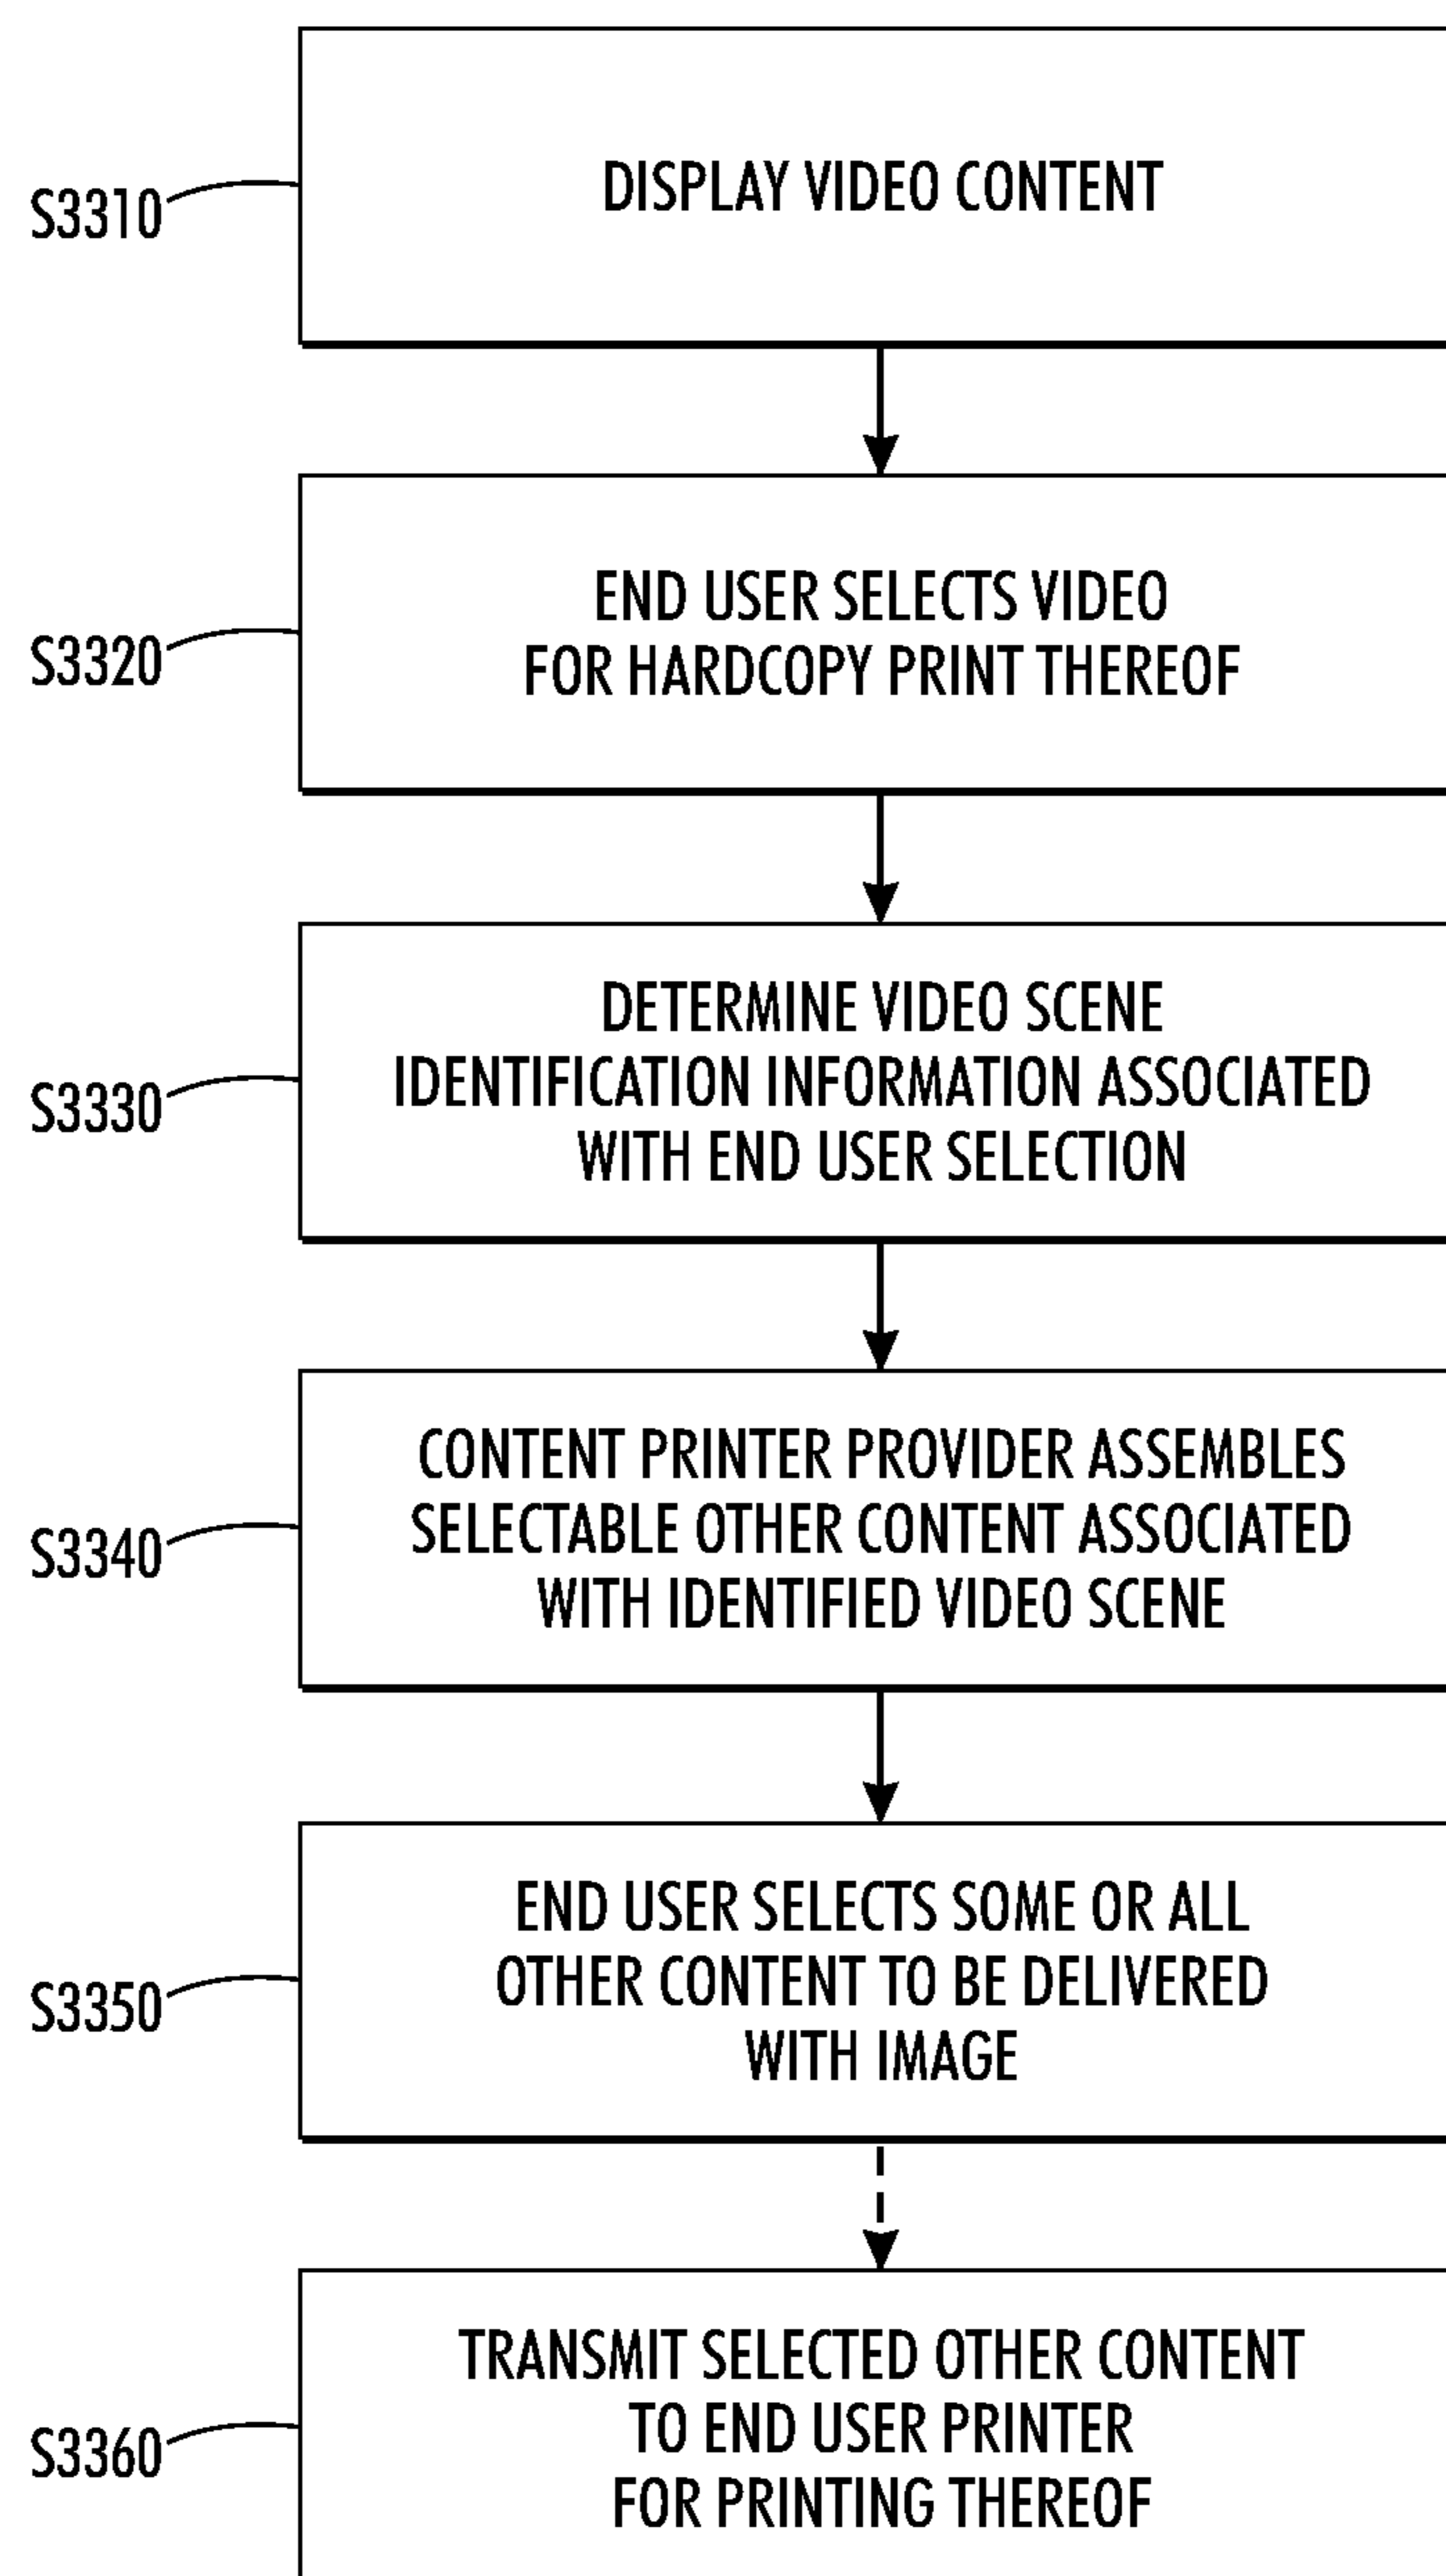 S3310
DISPLAY VIDEO CONTENT
S3320
END USER SELECTS VIDEO
FOR HARDCOPY PRINT THEREOF
S3330
DETERMINE VIDEO SCENE
IDENTIFICATION INFORMATION ASSOCIATED
WITH END USER SELECTION
S3340
CONTENT PRINTER PROVIDER ASSEMBLES
SELECTABLE OTHER CONTENT ASSOCIATED
WITH IDENTIFIED VIDEO SCENE
S3350
END USER SELECTS SOME OR ALL
OTHER CONTENT TO BE DELIVERED
WITH IMAGE
S3360
TRANSMIT SELECTED OTHER CONTENT
TO END USER PRINTER
FOR PRINTING THEREOF